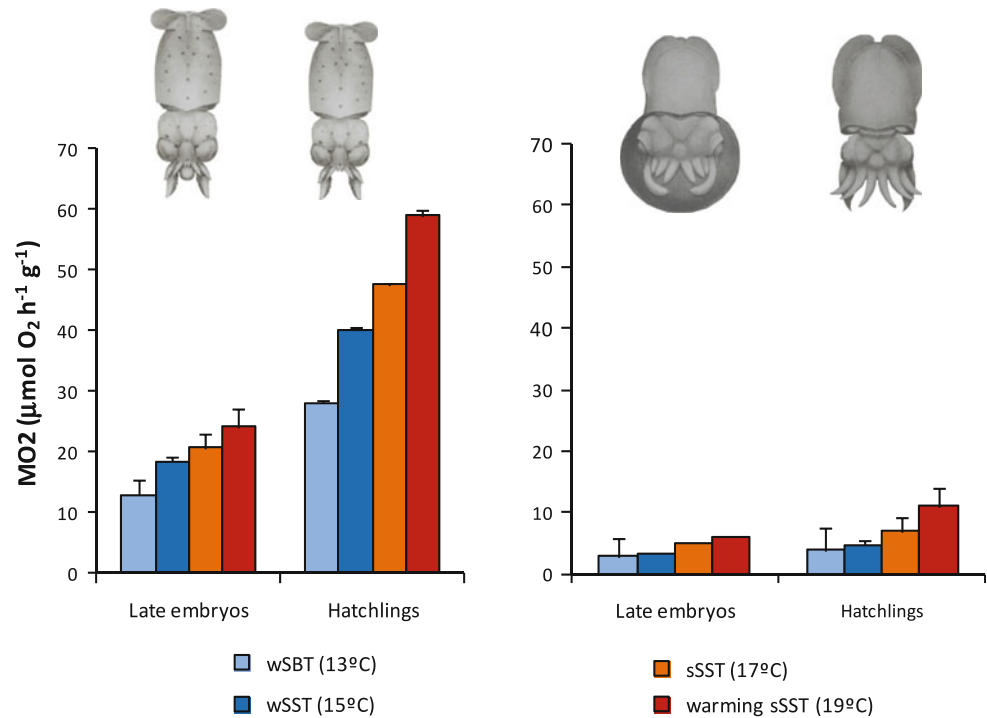 MO2 (μmol O2 h-1 g-1)
70
60
50
40
30
20
10
0
Late embryos
Hatchlings
70
60
50
40
30
20
10
0
Late embryos
Hatchlings
wSBT (13ºC)
wSST (15ºC)
sSST (17ºC)
warming sSST (19ºC)